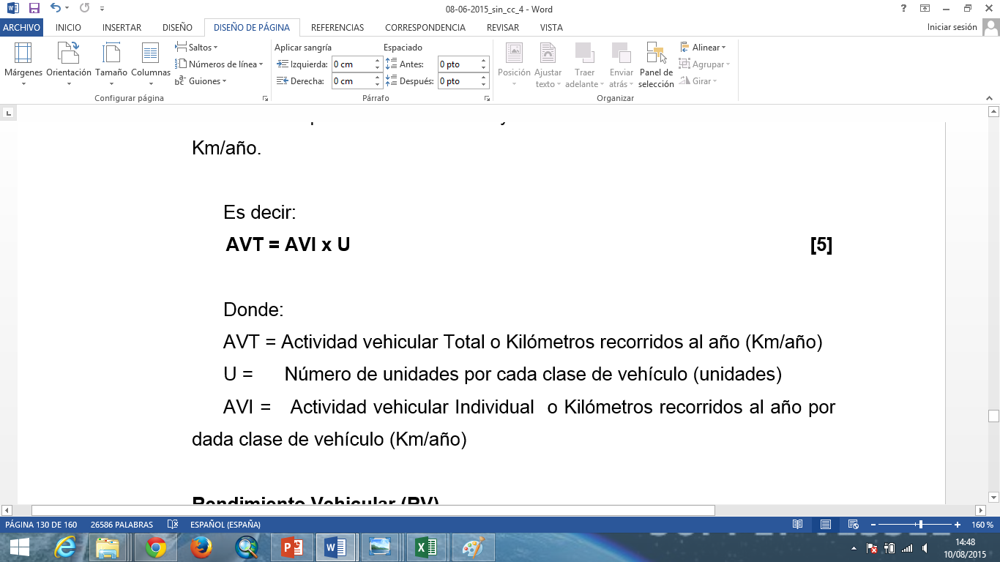 08-06-2015_sin_cc_4 - Word
ARCHIVO INICIO INSERTAR DISEÑO DISEÑO DE PÁGINA REFERENCIAS CORRESPONDENCIA REVISAR VISTA Iniciar sesión
Márgenes Orientación Tamaño Columnas
Saltos
Números de línea
Guiones
Configurar página
Aplicar sangría Espaciado
Izquierda: 0 cm Antes: 0 pto
Derecha: 0 cm Después: 0 pto
Párrafo
Posición Ajustar texto Traer adelante Enviar atrás Panel de selección
Alinear
Agrupar
Girar
Organizar
Km/año.
Es decir:
AVT = AVI x U [5]
Donde:
AVT = Actividad vehicular Total o Kilómetros recorridos al año (Km/año)
U = Número de unidades por cada clase de vehículo (unidades)
AVI = Actividad vehicular Individual o Kilómetros recorridos al año por
dada clase de vehículo (Km/año)
Rendimiento Vehicular (RV)
PÁGINA 130 DE 160 26586 PALABRAS ESPAÑOL (ESPAÑA) 160 %
14:48
10/08/2015